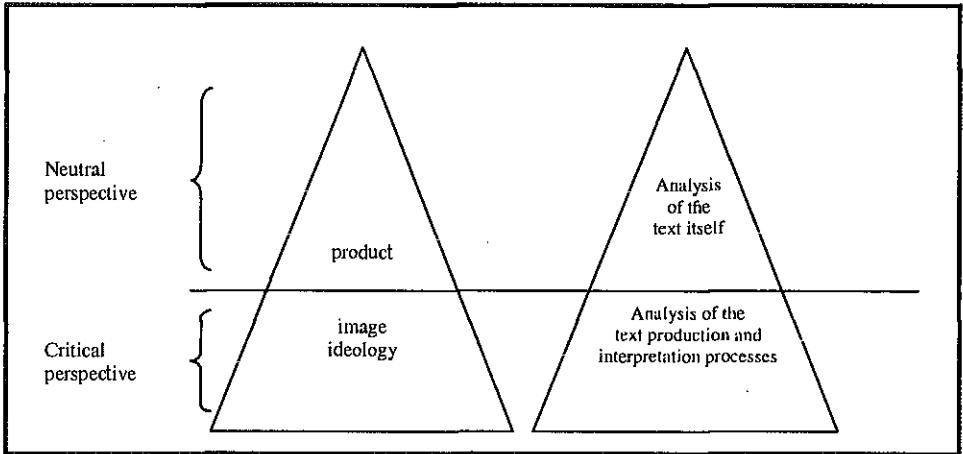 Neutral
perspective
product
Analysis
of the
text itself
Critical
perspective
image
ideology
Analysis of the
text production and
interpretation processes